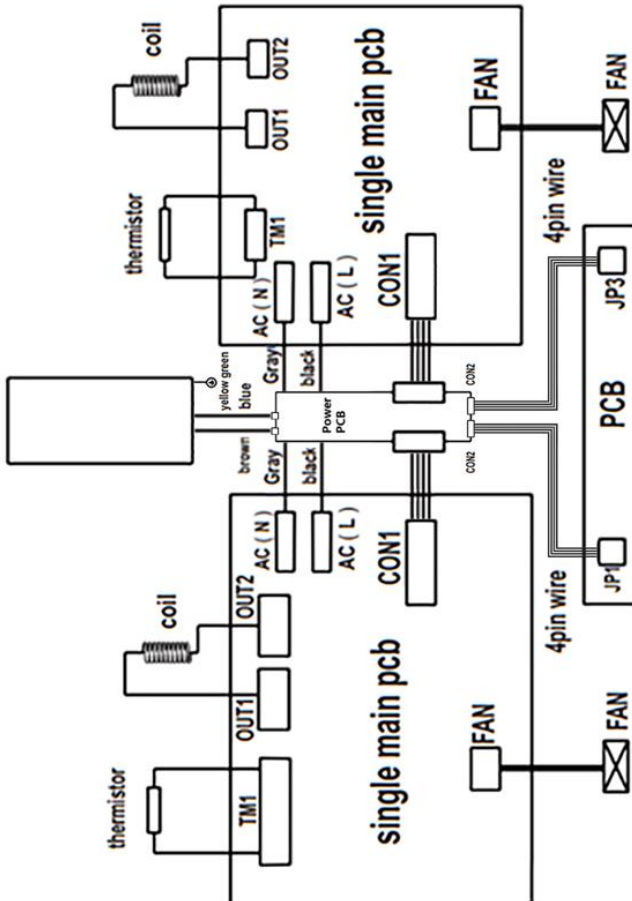 coil
OUT2
OUT1
thermistor
TM1
single main pcb
FAN
FAN
AC ( N )
AC ( L )
CON1
4pin wire
JP3
yellow green
blue
Gray
black
CON2
Power
PCB
PCB
brown
Gray
black
CON2
AC ( N )
AC ( L )
CON1
4pin wire
JP1
coil
OUT2
OUT1
thermistor
TM1
single main pcb
FAN
FAN